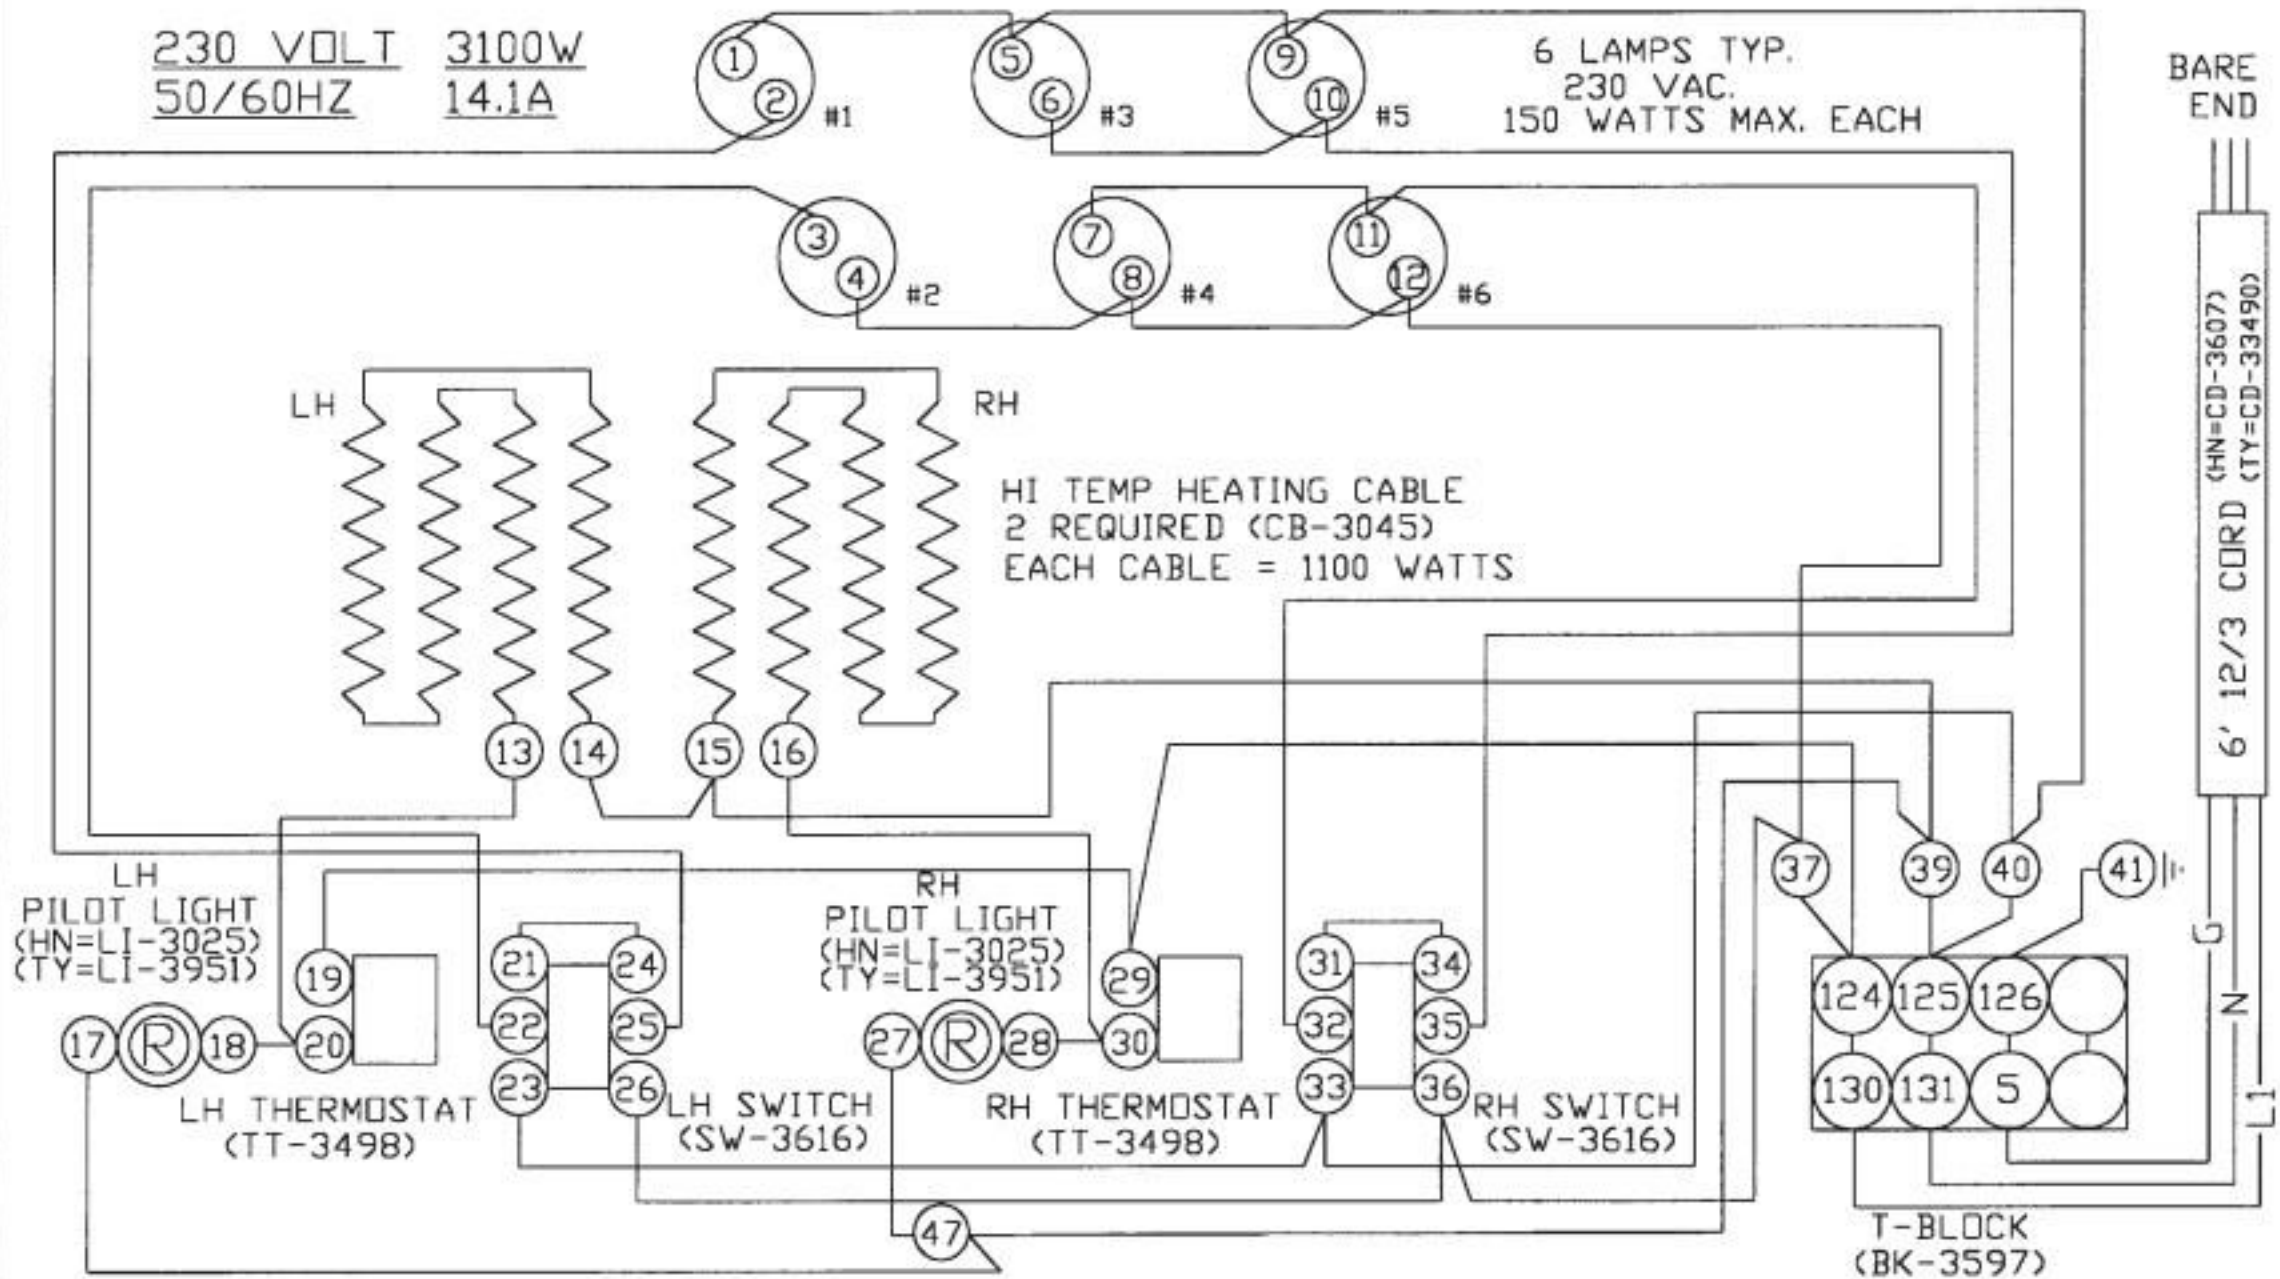 230 VOLT 3100W
50/60HZ 14.1A
1
2
#1
5
6
#3
9
10
#5
6 LAMPS TYP.
230 VAC.
150 WATTS MAX. EACH
BARE
END
3
4
#2
7
8
#4
11
12
#6
LH
RH
HI TEMP HEATING CABLE
2 REQUIRED (CB-3045)
EACH CABLE = 1100 WATTS
6' 12/3 CORD
(HN=CD-3607)
(TY=CD-33490)
13
14
15
16
LH
PILOT LIGHT
(HN=LI-3025)
(TY=LI-3951)
17
R
18
19
20
LH THERMOSTAT
(TT-3498)
21
24
22
25
23
26
LH SWITCH
(SW-3616)
RH
PILOT LIGHT
(HN=LI-3025)
(TY=LI-3951)
27
R
28
29
30
RH THERMOSTAT
(TT-3498)
31
34
32
35
33
36
RH SWITCH
(SW-3616)
37
39
40
41
124
125
126
130
131
5
G
N
L1
47
T-BLOCK
(BK-3597)